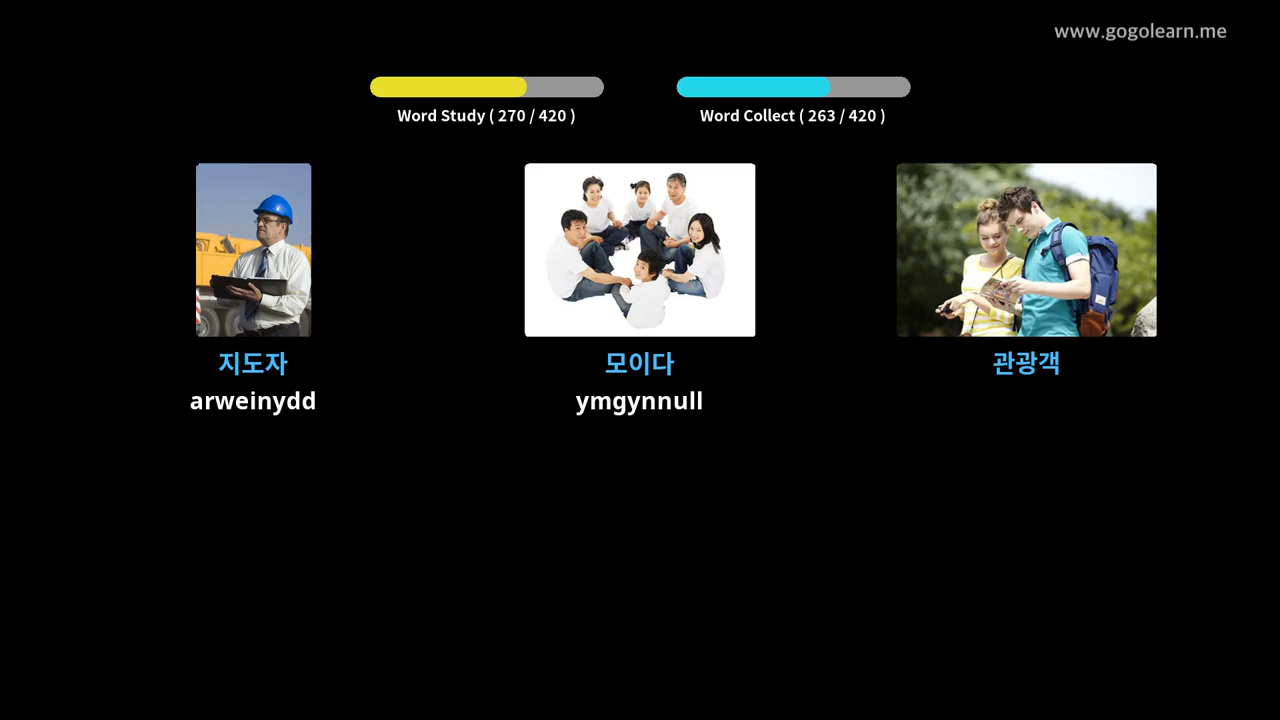 www.gogolearn.me
Word Study ( 270 / 420 )
Word Collect ( 263 / 420 )
지도자
arweinydd
모이다
ymgynnull
관광객